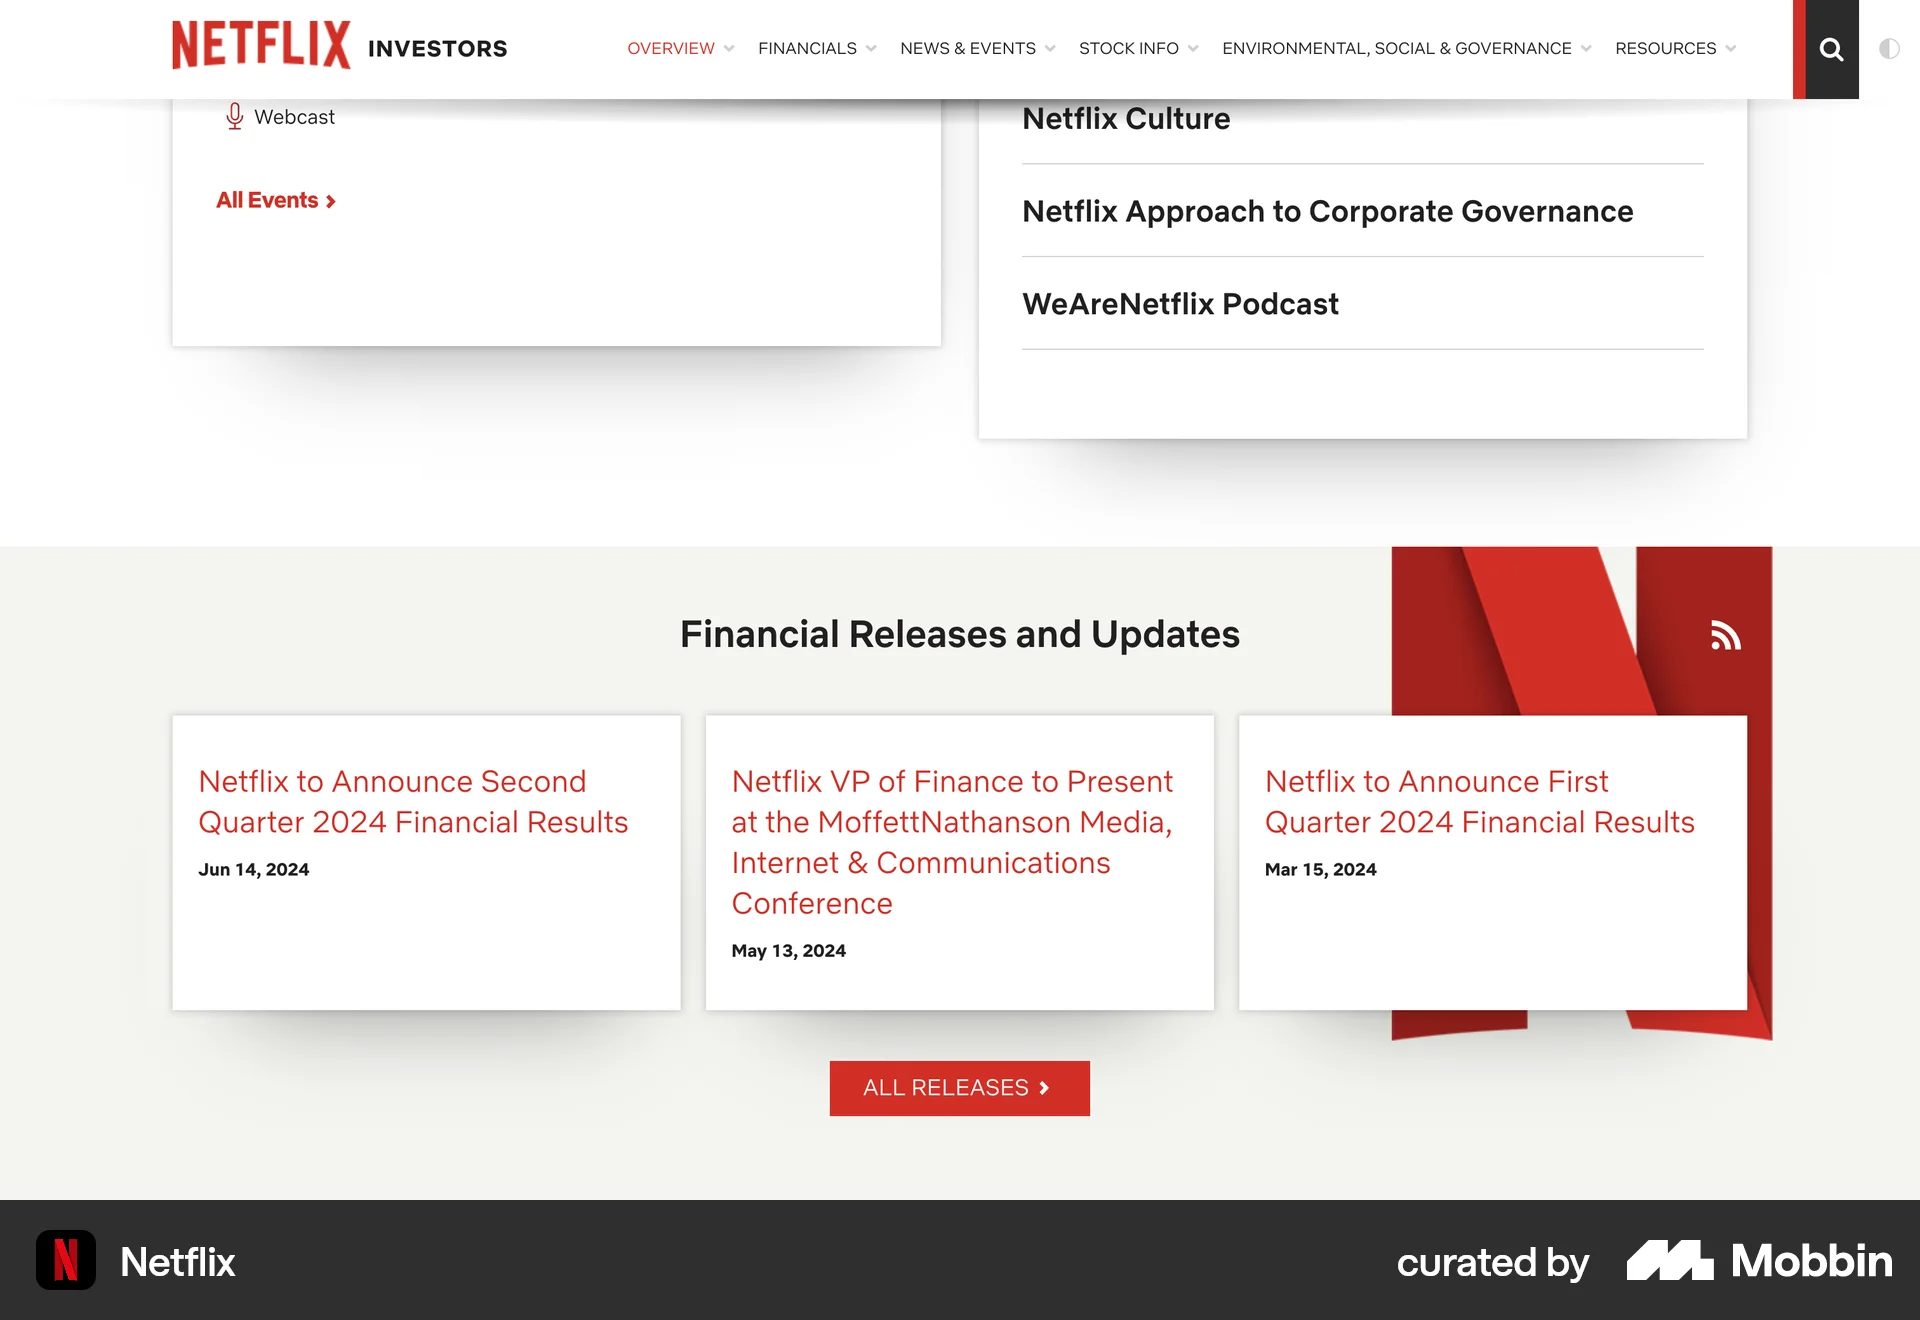 NETFLIX INVESTORS
OVERVIEW FINANCIALS NEWS & EVENTS STOCK INFO ENVIRONMENTAL, SOCIAL & GOVERNANCE RESOURCES
Webcast
All Events
Netflix Culture
Netflix Approach to Corporate Governance
WeAreNetflix Podcast
Financial Releases and Updates
Netflix to Announce Second
Quarter 2024 Financial Results
Jun 14, 2024
Netflix VP of Finance to Present
at the MoffettNathanson Media,
Internet & Communications
Conference
May 13, 2024
Netflix to Announce First
Quarter 2024 Financial Results
Mar 15, 2024
ALL RELEASES
Netflix
curated by Mobbin